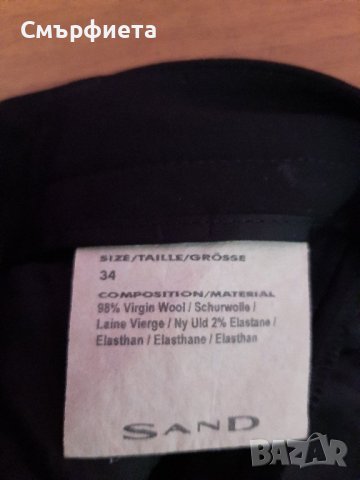 Смърфиета
SIZE/TAILLE/GRÖSSE
34
COMPOSITION/MATERIAL
98% Virgin Wool / Schurwolle /
Laine Vierge / Ny Uld 2% Elastane/
Elasthan / Elasthane / Elasthan
SAND
BAZAR